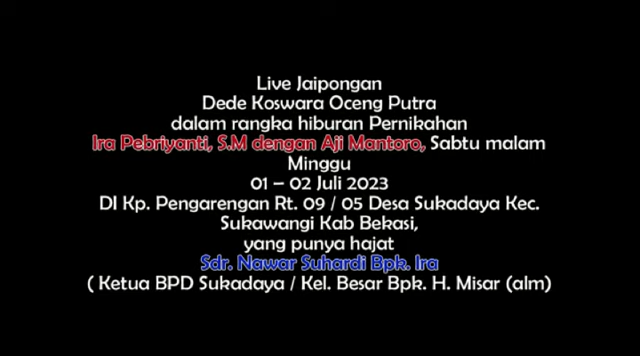 Live Jaipongan
Dede Koswara Oceng Putra
dalam rangka hiburan Pernikahan
Ira Pebriyanti, S.M dengan Aji Mantoro, Sabtu malam
Minggu
01 – 02 Juli 2023
DI Kp. Pengarengan Rt. 09 / 05 Desa Sukadaya Kec.
Sukawangi Kab Bekasi,
yang punya hajat
Sdr. Nawar Suhardi Bpk. Ira
( Ketua BPD Sukadaya / Kel. Besar Bpk. H. Misar (alm)